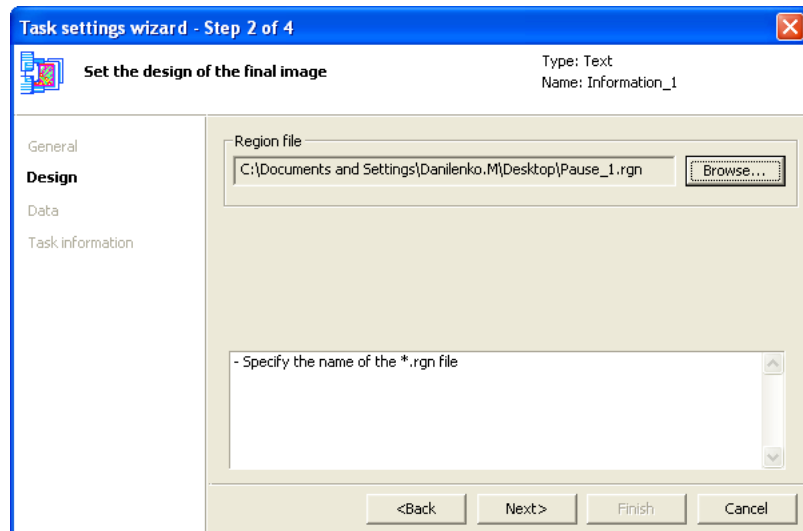 Task settings wizard - Step 2 of 4
Set the design of the final image
Type: Text
Name: Information_1
General
Design
Data
Task information
Region file
C:\Documents and Settings\Danilenko.M\Desktop\Pause_1.rgn
Browse...
- Specify the name of the *.rgn file
<Back
Next>
Finish
Cancel